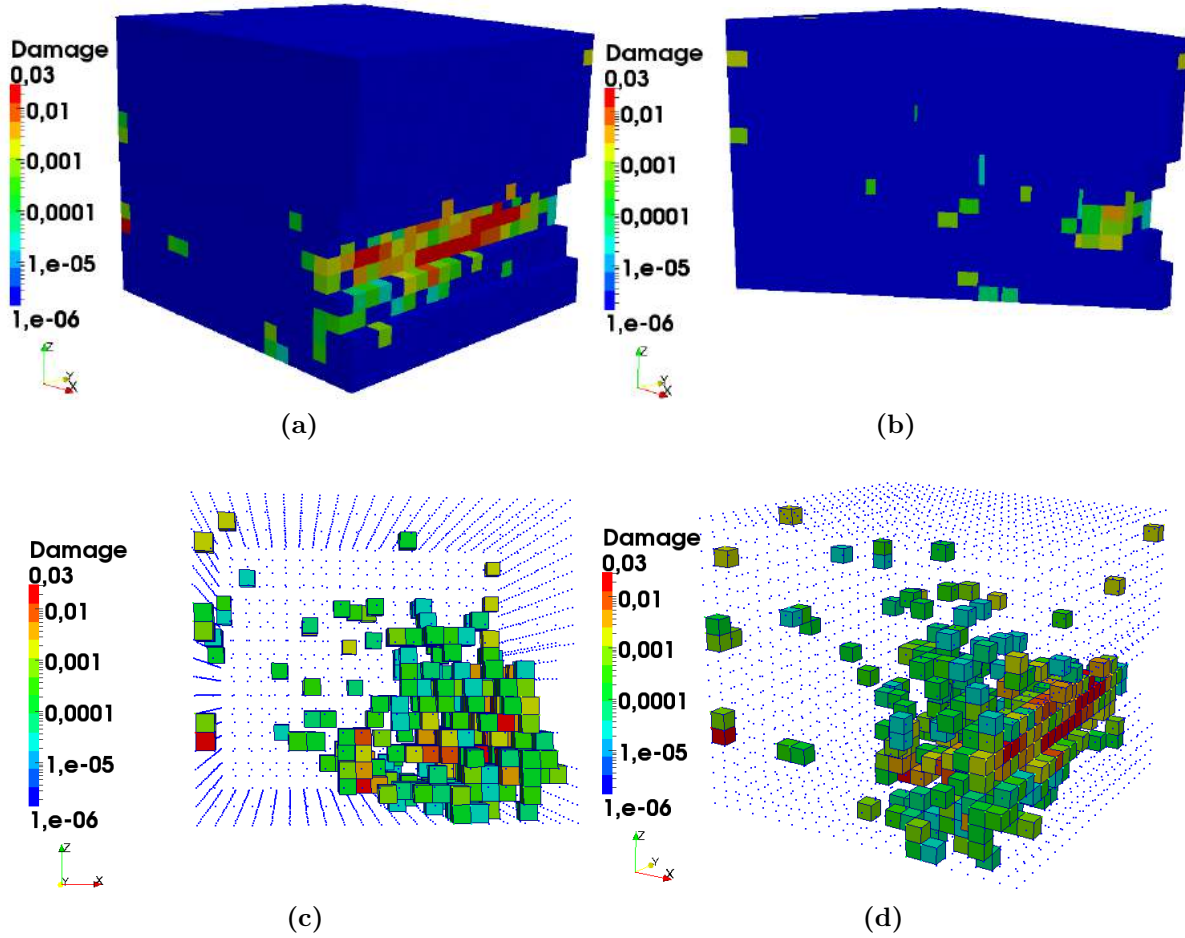 Damage
0,03
0,01
0,001
0,0001
1,e-05
1,e-06
Z
Y
X
(a)
Damage
0,03
0,01
0,001
0,0001
1,e-05
1,e-06
Z
Y
X
(b)
Damage
0,03
0,01
0,001
0,0001
1,e-05
1,e-06
Z
Y
X
(c)
Damage
0,03
0,01
0,001
0,0001
1,e-05
1,e-06
Z
Y
X
(d)